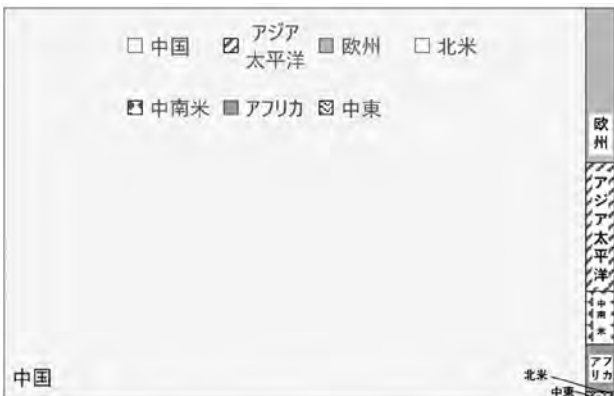 中国
アジア
太平洋
欧州
北米
中南米
アフリカ
中東
欧州
アジア太平洋
中南米
アフリカ
北米
中東
中国